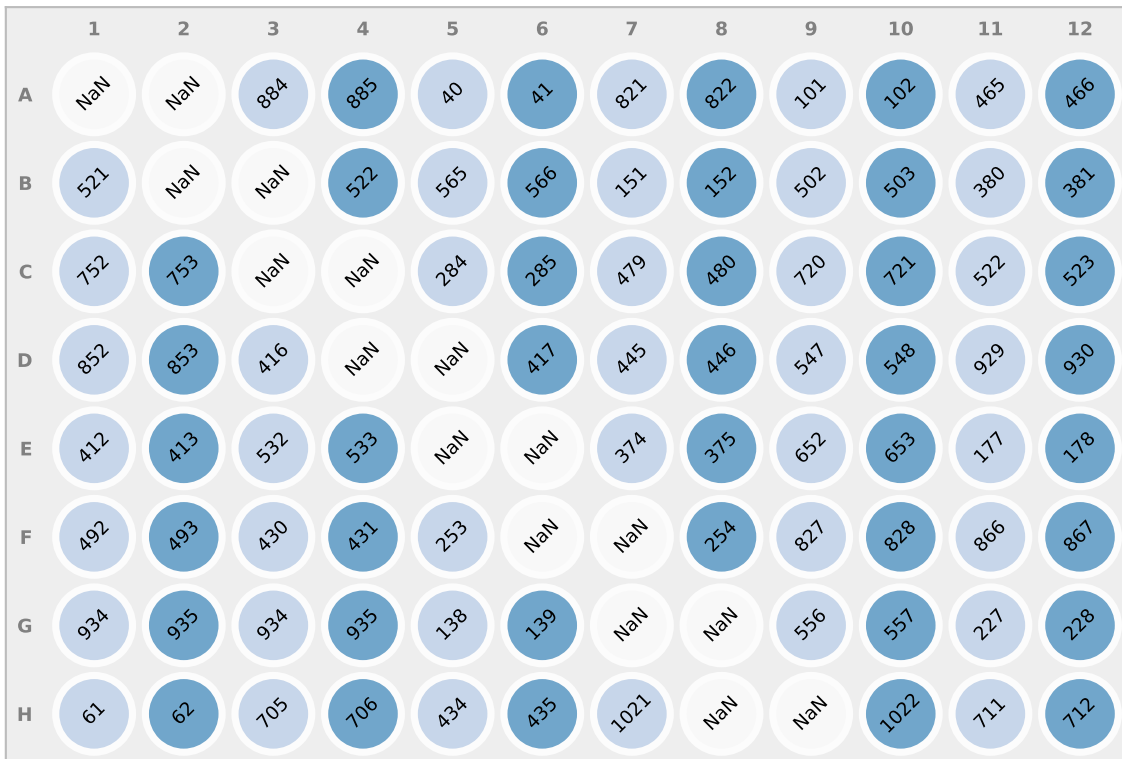 1 2 3 4 5 6 7 8 9 10 11 12
A NaN NaN 884 885 40 41 821 822 101 102 465 466
B 521 NaN NaN 522 565 566 151 152 502 503 380 381
C 752 753 NaN NaN 284 285 479 480 720 721 522 523
D 852 853 416 NaN NaN 417 445 446 547 548 929 930
E 412 413 532 533 NaN NaN 374 375 652 653 177 178
F 492 493 430 431 253 NaN NaN 254 827 828 866 867
G 934 935 934 935 138 139 NaN NaN 556 557 227 228
H 61 62 705 706 434 435 1021 NaN NaN 1022 711 712